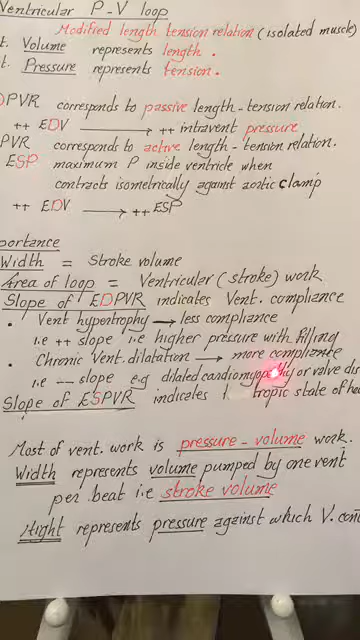 Ventricular P-V loop
Modified length tension relation (isolated muscle)
t. Volume represents length.
t. Pressure represents tension.
DPVR corresponds to passive length-tension relation.
++ EDV → ++ intravent pressure
PVR corresponds to active length-tension relation.
ESP maximum P inside ventricle when
contracts isometrically against aortic clamp
++ EDV → ++ ESP
portance
Width = Stroke volume
Area of loop = Ventricular (stroke) work
Slope of EDPVR indicates Vent. compliance
• Vent hypertrophy → less compliance
i.e ++ slope i.e higher pressure with filling
• Chronic Vent. dilatation → more compliance
i.e -- slope e.g dilated cardiomyopathy or valve dis
Slope of ESPVR indicates tropic state of hea
Most of vent. work is pressure-volume work.
Width represents volume pumped by one vent
per beat i.e stroke volume
Hight represents pressure against which V. cont